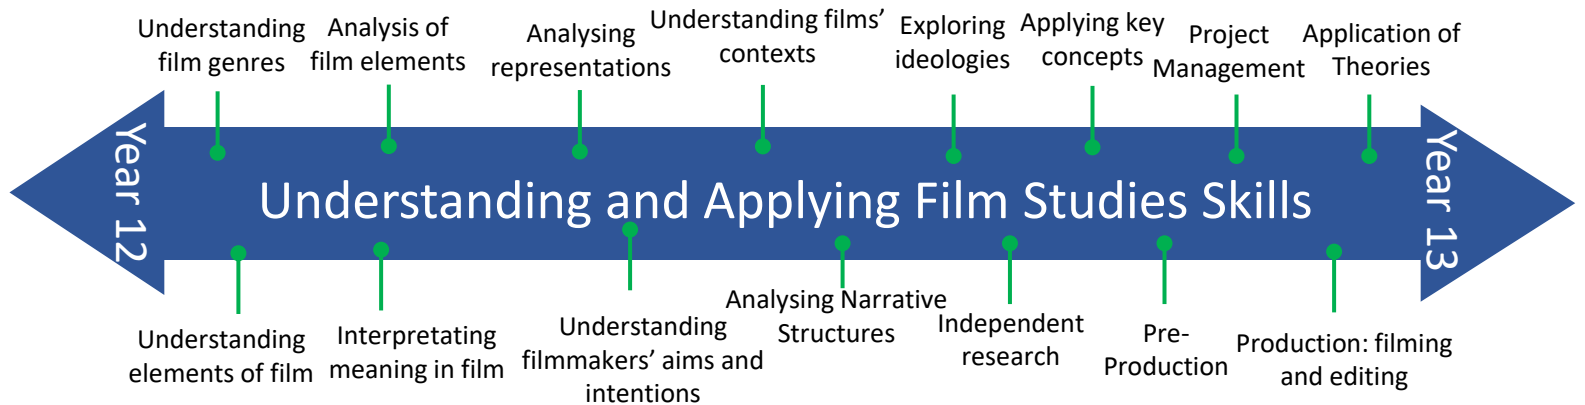 Understanding
film genres
Analysis of
film elements
Analysing
representations
Understanding films’
contexts
Exploring
ideologies
Applying key
concepts
Project
Management
Application of
Theories
Year 12
Understanding and Applying Film Studies Skills
Year 13
Understanding
elements of film
Interpretating
meaning in film
Understanding
filmmakers’ aims and
intentions
Analysing Narrative
Structures
Independent
research
Pre-
Production
Production: filming
and editing